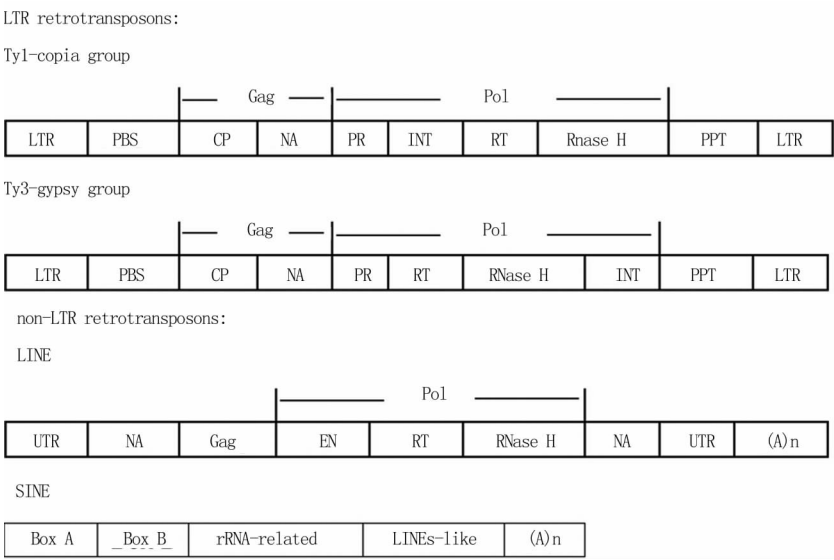 LTR retrotransposons:
Ty1-copia group
Gag Pol
LTR PBS CP NA PR INT RT Rnase H PPT LTR
Ty3-gypsy group
Gag Pol
LTR PBS CP NA PR RT RNase H INT PPT LTR
non-LTR retrotransposons:
LINE
Pol
UTR NA Gag EN RT RNase H NA UTR (A)n
SINE
Box A Box B rRNA-related LINEs-like (A)n